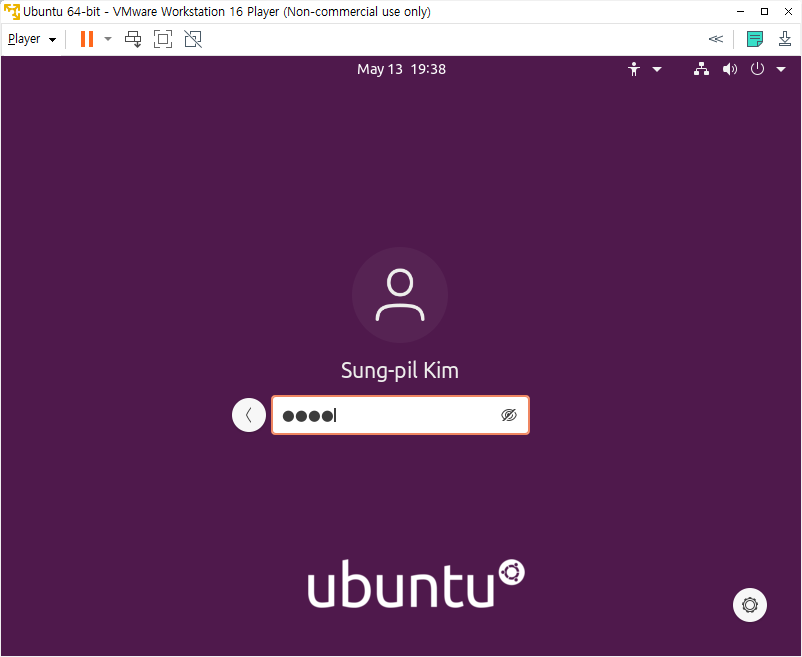 Ubuntu 64-bit - VMware Workstation 16 Player (Non-commercial use only)
Player
May 13 19:38
Sung-pil Kim
ubuntu